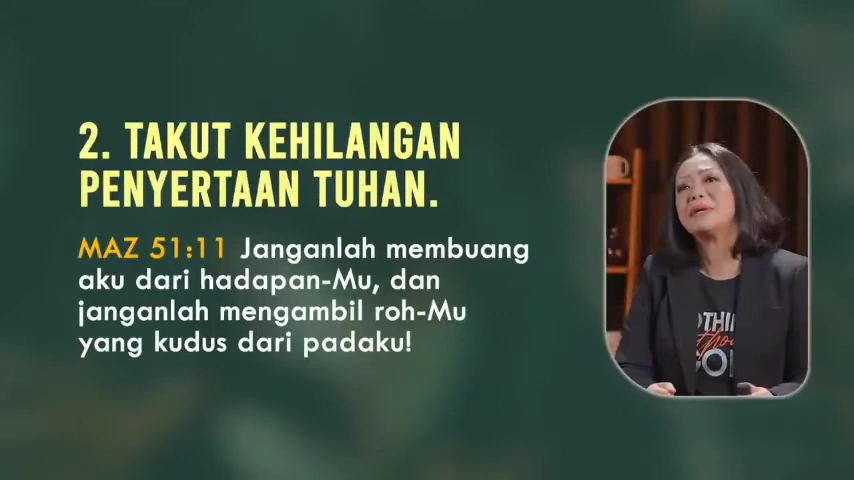 2. TAKUT KEHILANGAN
PENYERTAAN TUHAN.
MAZ 51:11 Janganlah membuang
aku dari hadapan-Mu, dan
janganlah mengambil roh-Mu
yang kudus dari padaku!